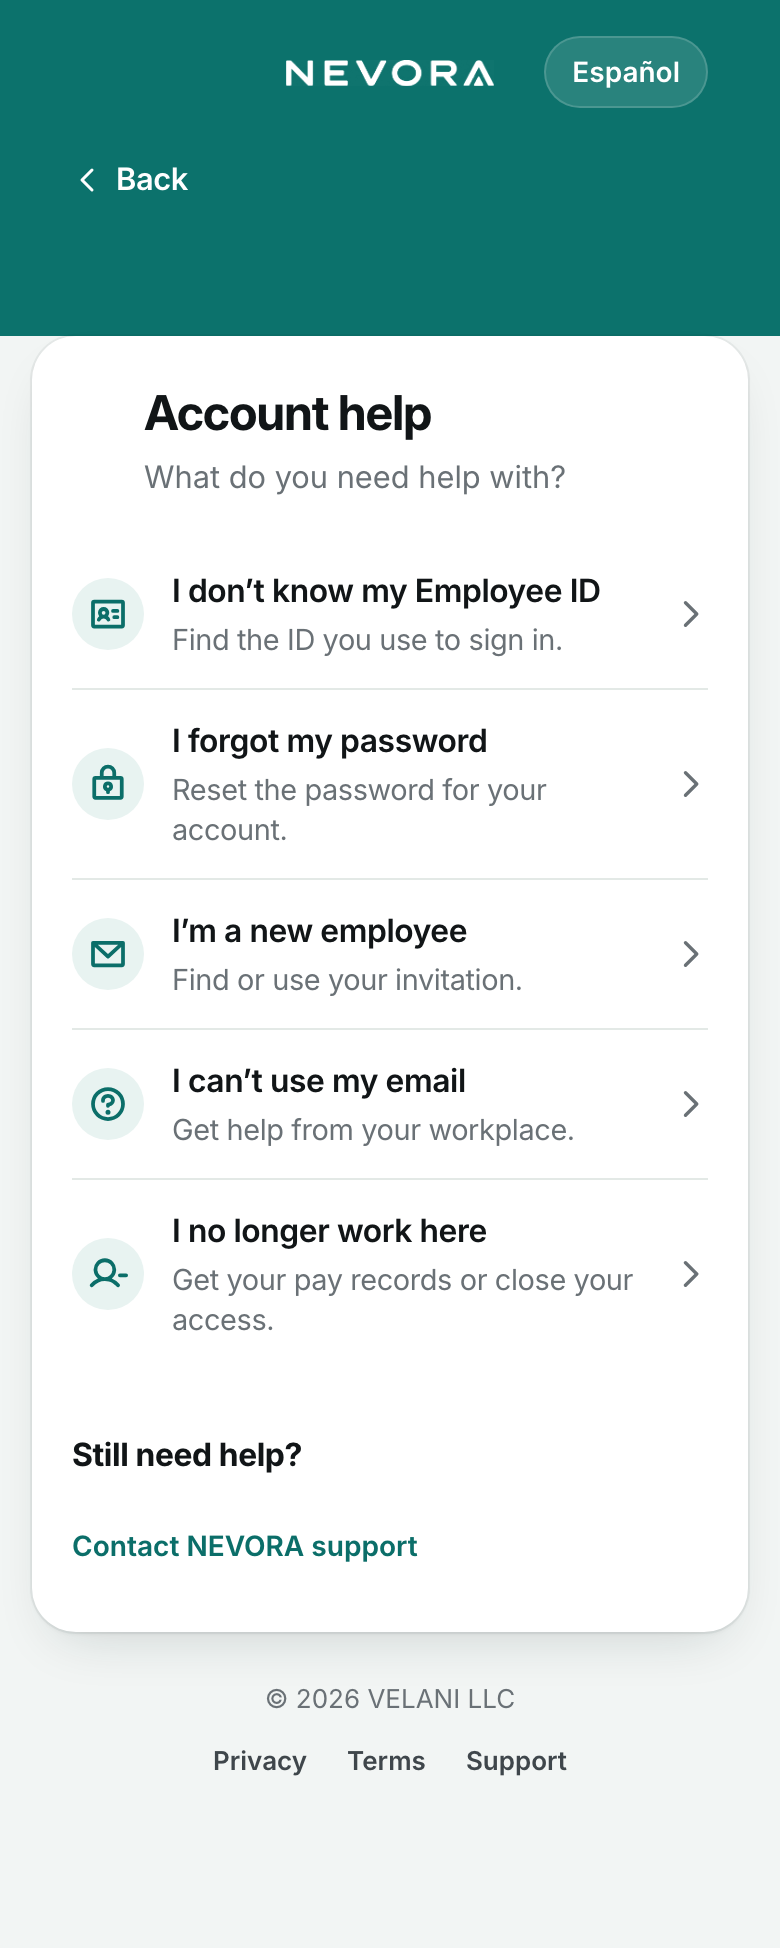 NEVORA
Español
Back
Account help
What do you need help with?
I don’t know my Employee ID
Find the ID you use to sign in.
I forgot my password
Reset the password for your
account.
I’m a new employee
Find or use your invitation.
I can’t use my email
Get help from your workplace.
I no longer work here
Get your pay records or close your
access.
Still need help?
Contact NEVORA support
© 2026 VELANI LLC
Privacy Terms Support